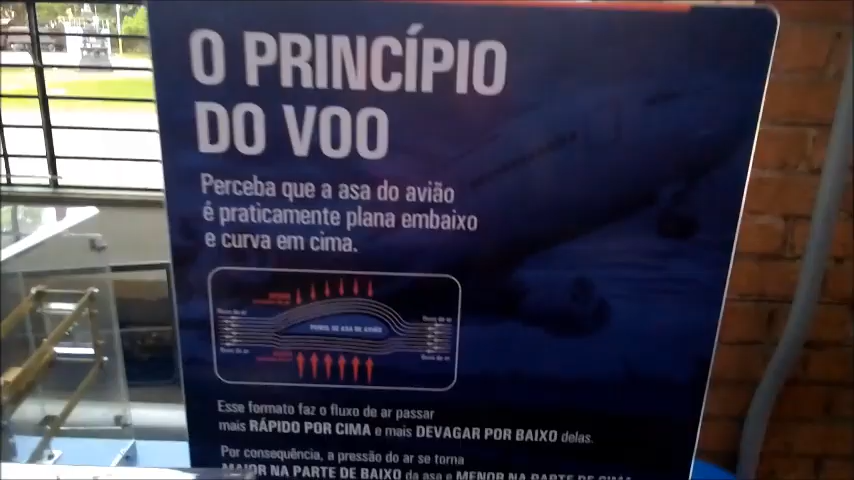 O PRINCÍPIO
DO VOO
Perceba que a asa do avião
é praticamente plana embaixo
e curva em cima.
PERFIL DE ASA DE AVIÃO
Esse formato faz o fluxo de ar passar
mais RÁPIDO POR CIMA e mais DEVAGAR POR BAIXO delas.
Por consequência, a pressão do ar se torna
MAIOR NA PARTE DE BAIXO da asa e MENOR NA PARTE DE CIMA